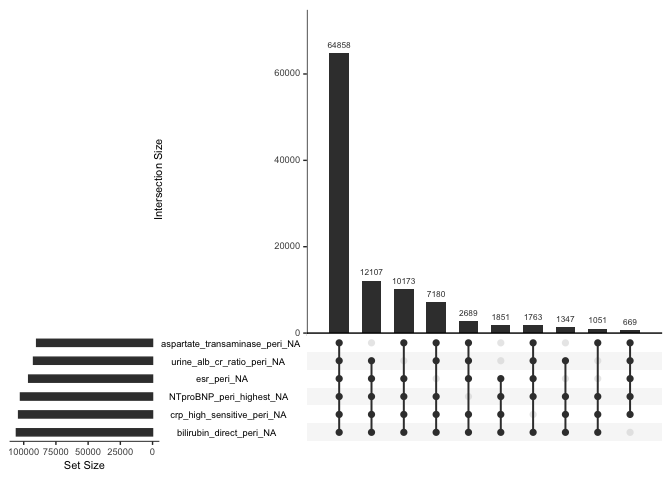 64858
60000
Intersection Size
40000
20000
12107
10173
7180
2689
1851
1763
1347
1051
669
0
aspartate_transaminase_peri_NA
urine_alb_cr_ratio_peri_NA
esr_peri_NA
NTproBNP_peri_highest_NA
crp_high_sensitive_peri_NA
bilirubin_direct_peri_NA
100000 75000 50000 25000 0
Set Size